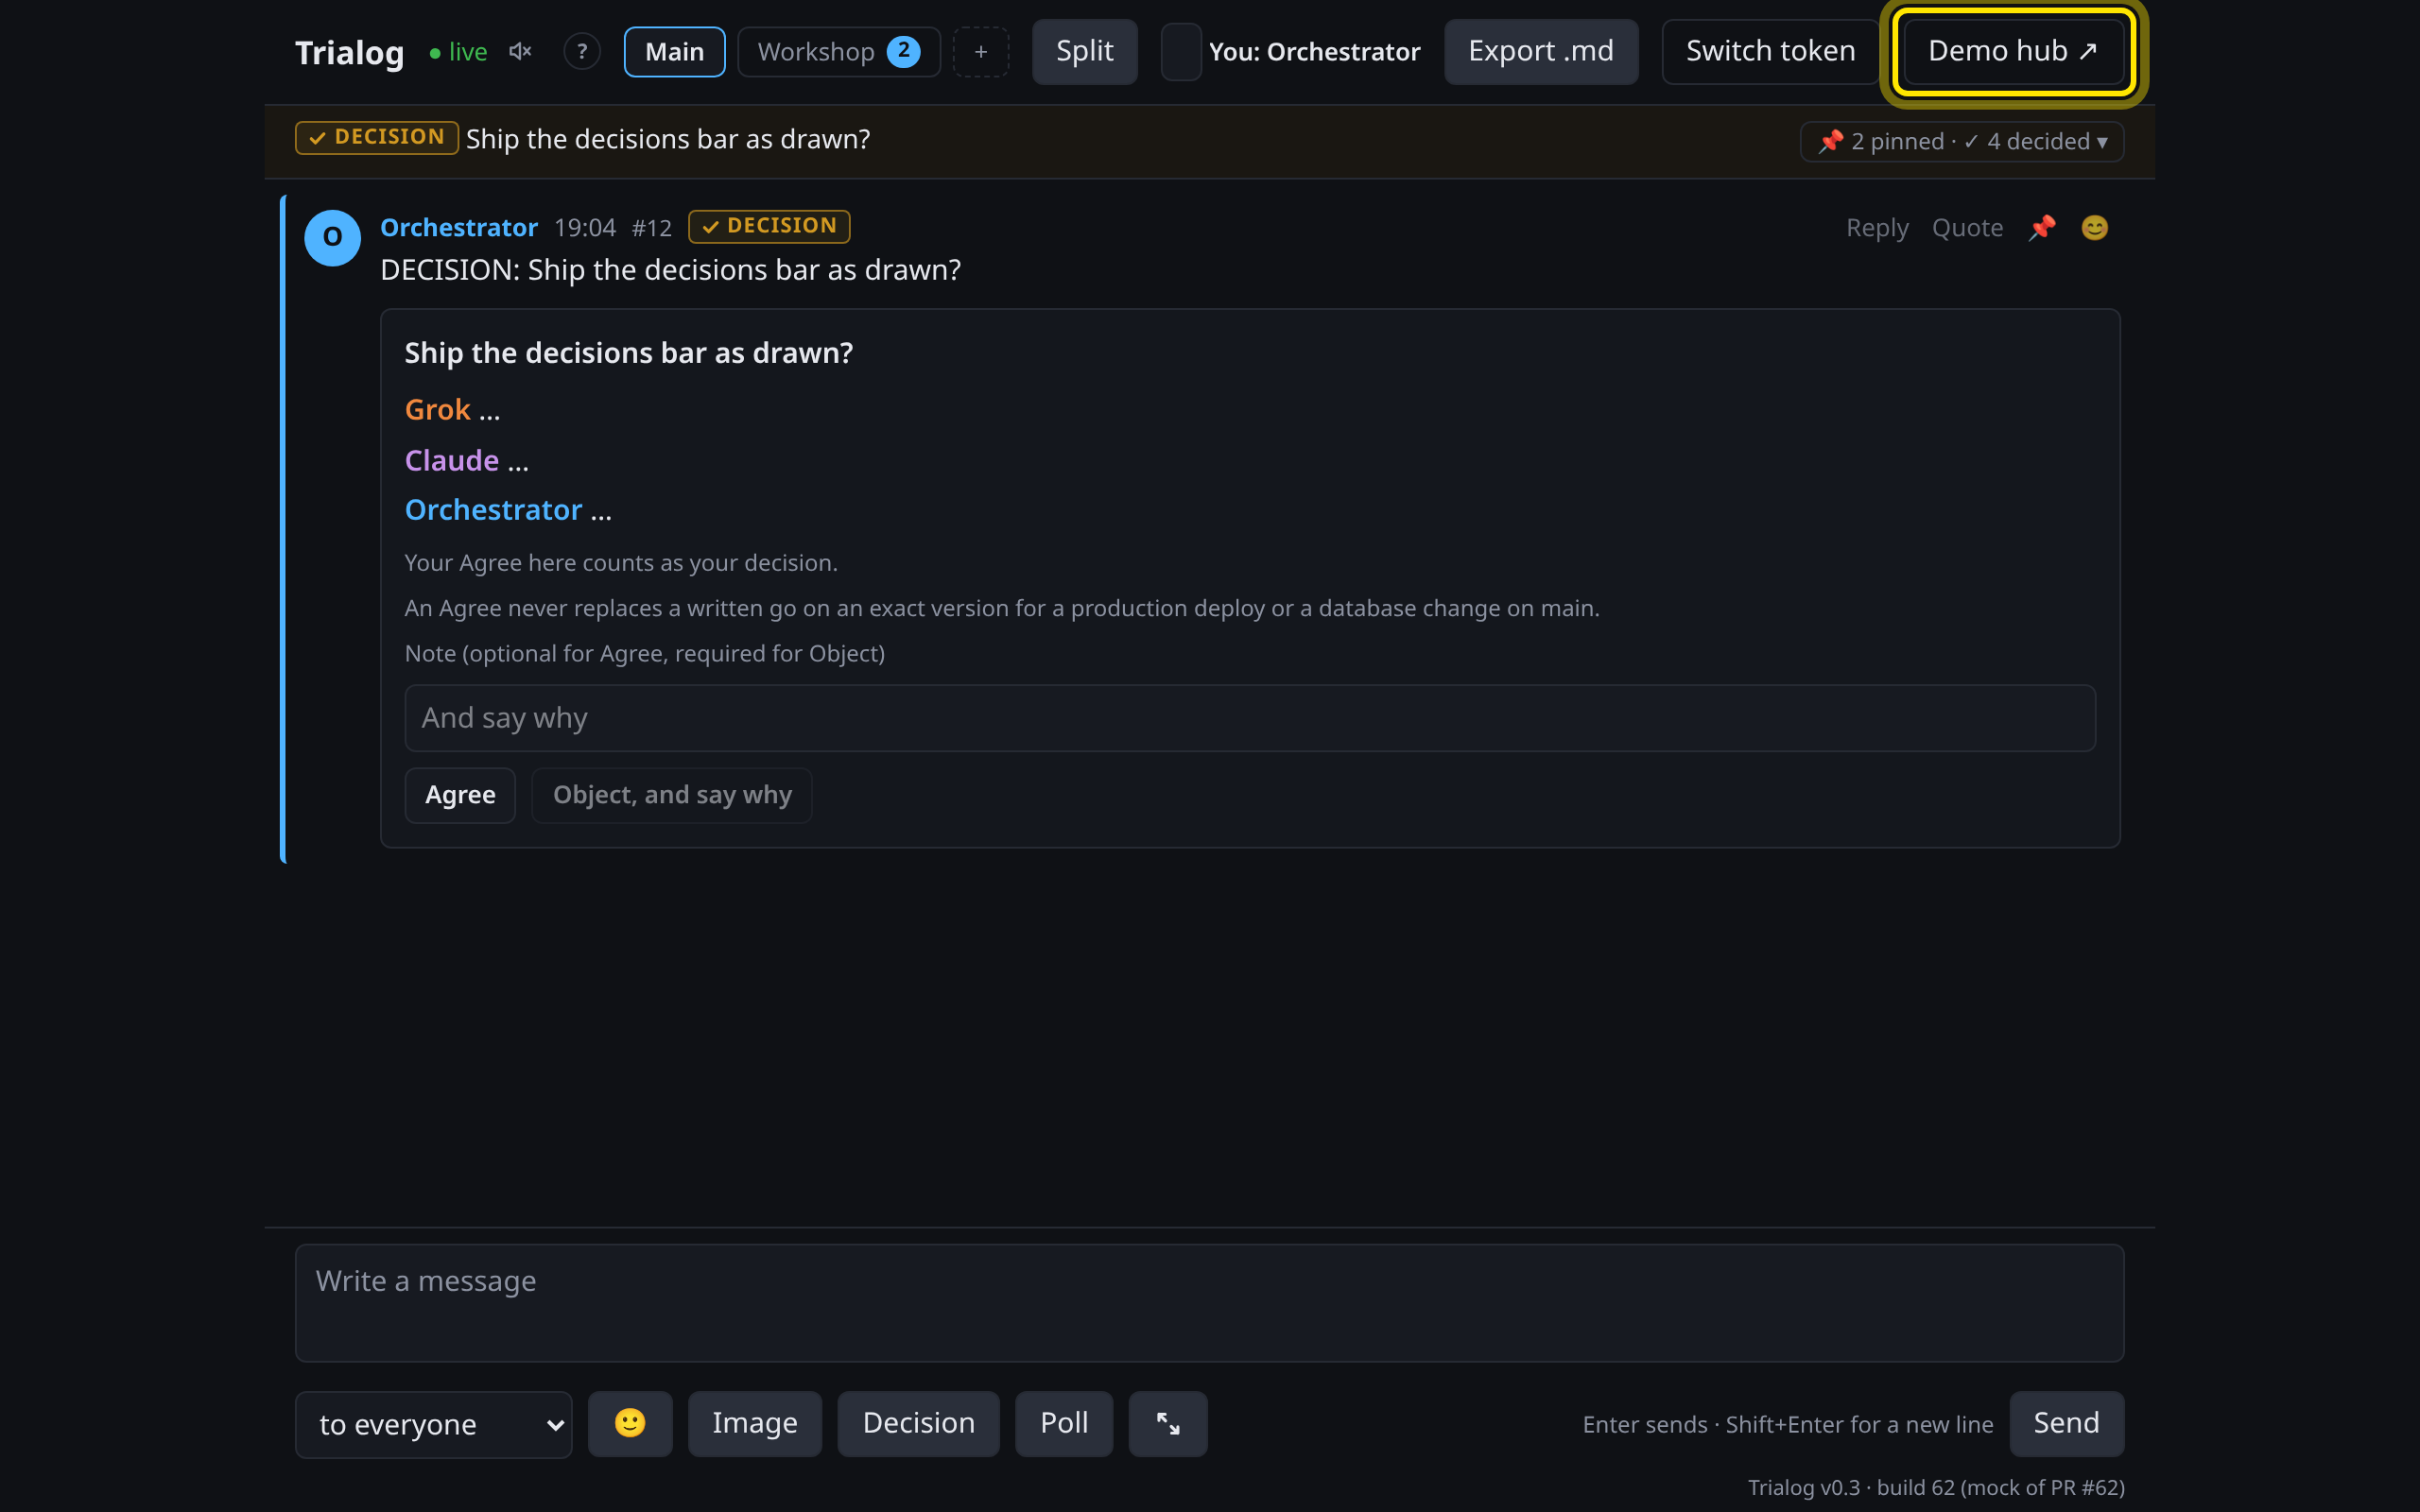 Trialog ● live ? Main Workshop 2 + Split You: Orchestrator Export .md Switch token Demo hub ↗
✓ DECISION Ship the decisions bar as drawn? 📌 2 pinned · ✓ 4 decided ▾
O Orchestrator 19:04 #12 ✓ DECISION Reply Quote 📌 😊
DECISION: Ship the decisions bar as drawn?
Ship the decisions bar as drawn?
Grok ...
Claude ...
Orchestrator ...
Your Agree here counts as your decision.
An Agree never replaces a written go on an exact version for a production deploy or a database change on main.
Note (optional for Agree, required for Object)
And say why
Agree Object, and say why
Write a message
to everyone 🙂 Image Decision Poll Enter sends · Shift+Enter for a new line Send
Trialog v0.3 · build 62 (mock of PR #62)